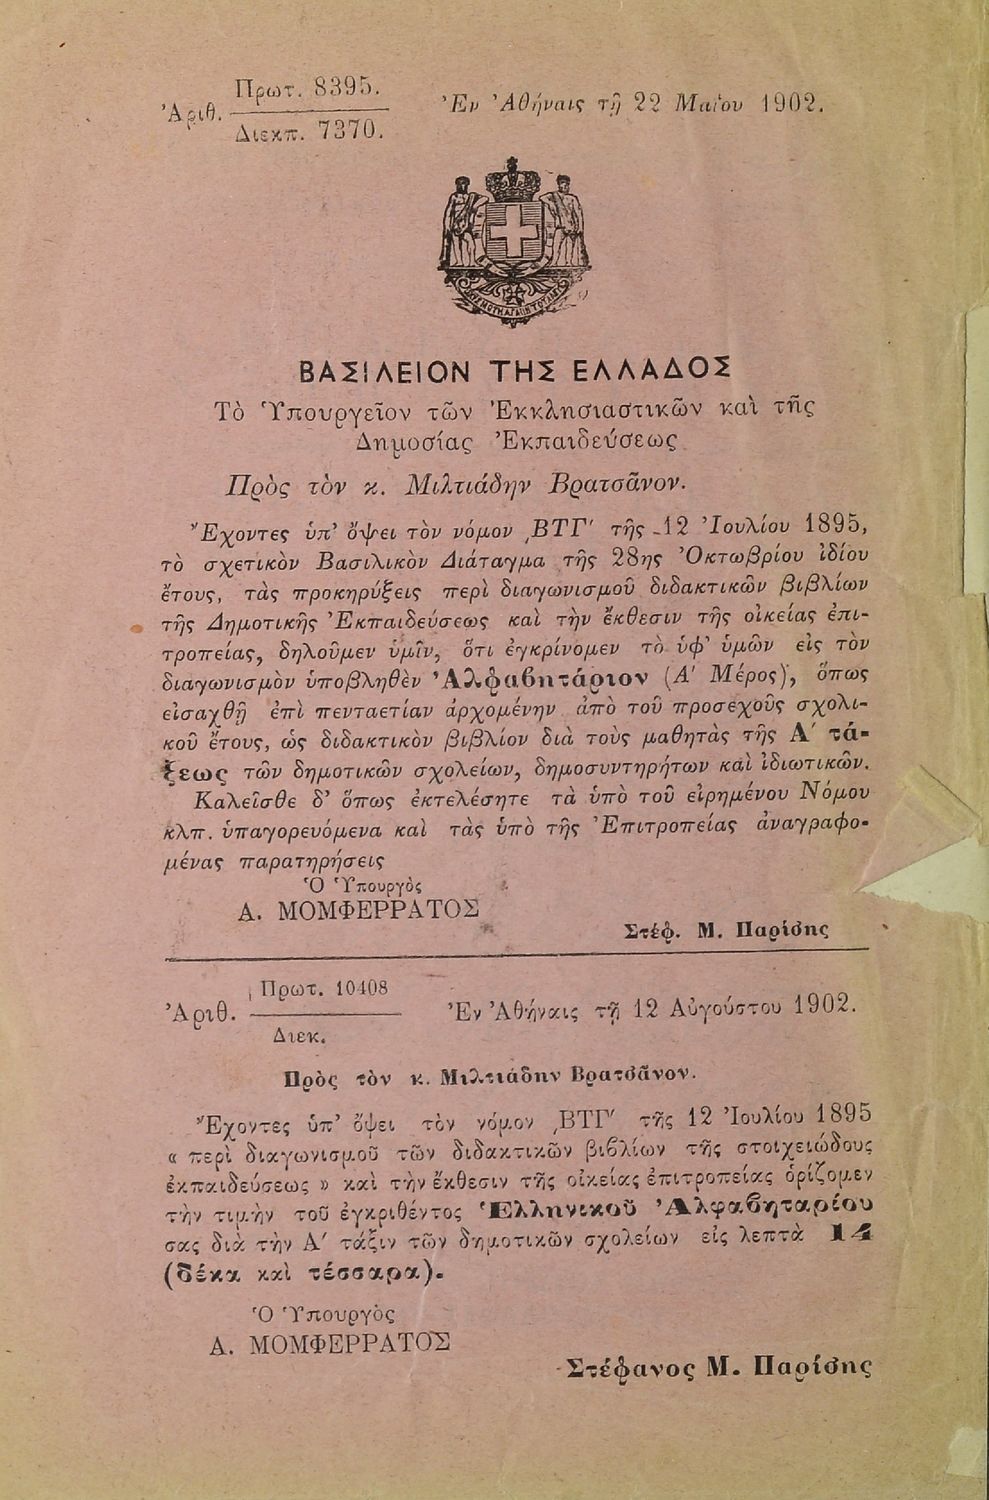 Ἀριθ. Πρωτ. 8395. Ἐν Ἀθήναις τῇ 22 Μαΐου 1902.
Διεκπ. 7370.
ΒΑΣΙΛΕΙΟΝ ΤΗΣ ΕΛΛΑΔΟΣ
Τὸ Ὑπουργεῖον τῶν Ἐκκλησιαστικῶν καὶ τῆς
Δημοσίας Ἐκπαιδεύσεως
Πρὸς τὸν κ. Μιλτιάδην Βρατσᾶνον.
Ἔχοντες ὑπ' ὄψει τὸν νόμον ͵ΒΤΓ′ τῆς 12 Ἰουλίου 1895,
τὸ σχετικὸν Βασιλικὸν Διάταγμα τῆς 28ης Ὀκτωβρίου ἰδίου
ἔτους, τὰς προκηρύξεις περὶ διαγωνισμοῦ διδακτικῶν βιβλίων
τῆς Δημοτικῆς Ἐκπαιδεύσεως καὶ τὴν ἔκθεσιν τῆς οἰκείας ἐπι-
τροπείας, δηλοῦμεν ὑμῖν, ὅτι ἐγκρίνομεν τὸ ὑφ' ὑμῶν εἰς τὸν
διαγωνισμὸν ὑποβληθὲν Ἀλφαβητάριον (Α′ Μέρος), ὅπως
εἰσαχθῇ ἐπὶ πενταετίαν ἀρχομένην ἀπὸ τοῦ προσεχοῦς σχολι-
κοῦ ἔτους, ὡς διδακτικὸν βιβλίον διὰ τοὺς μαθητὰς τῆς Α′ τά-
ξεως τῶν δημοτικῶν σχολείων, δημοσυντηρήτων καὶ ἰδιωτικῶν.
Καλεῖσθε δ' ὅπως ἐκτελέσητε τὰ ὑπὸ τοῦ εἰρημένου Νόμου
κλπ. ὑπαγορευόμενα καὶ τὰς ὑπὸ τῆς Ἐπιτροπείας ἀναγραφο-
μένας παρατηρήσεις
Ὁ Ὑπουργὸς
Α. ΜΟΜΦΕΡΡΑΤΟΣ
Στέφ. Μ. Παρίσης
Ἀριθ. Πρωτ. 10408 Ἐν Ἀθήναις τῇ 12 Αὐγούστου 1902.
Διεκ.
Πρὸς τὸν κ. Μιλτιάδην Βρατσᾶνον.
Ἔχοντες ὑπ' ὄψει τὸν νόμον ͵ΒΤΓ′ τῆς 12 Ἰουλίου 1895
« περὶ διαγωνισμοῦ τῶν διδακτικῶν βιβλίων τῆς στοιχειώδους
ἐκπαιδεύσεως » καὶ τὴν ἔκθεσιν τῆς οἰκείας ἐπιτροπείας ὁρίζομεν
τὴν τιμὴν τοῦ ἐγκριθέντος Ἑλληνικοῦ Ἀλφαβηταρίου
σας διὰ τὴν Α′ τάξιν τῶν δημοτικῶν σχολείων εἰς λεπτὰ 14
(δέκα καὶ τέσσαρα).
Ὁ Ὑπουργὸς
Α. ΜΟΜΦΕΡΡΑΤΟΣ
Στέφανος Μ. Παρίσης